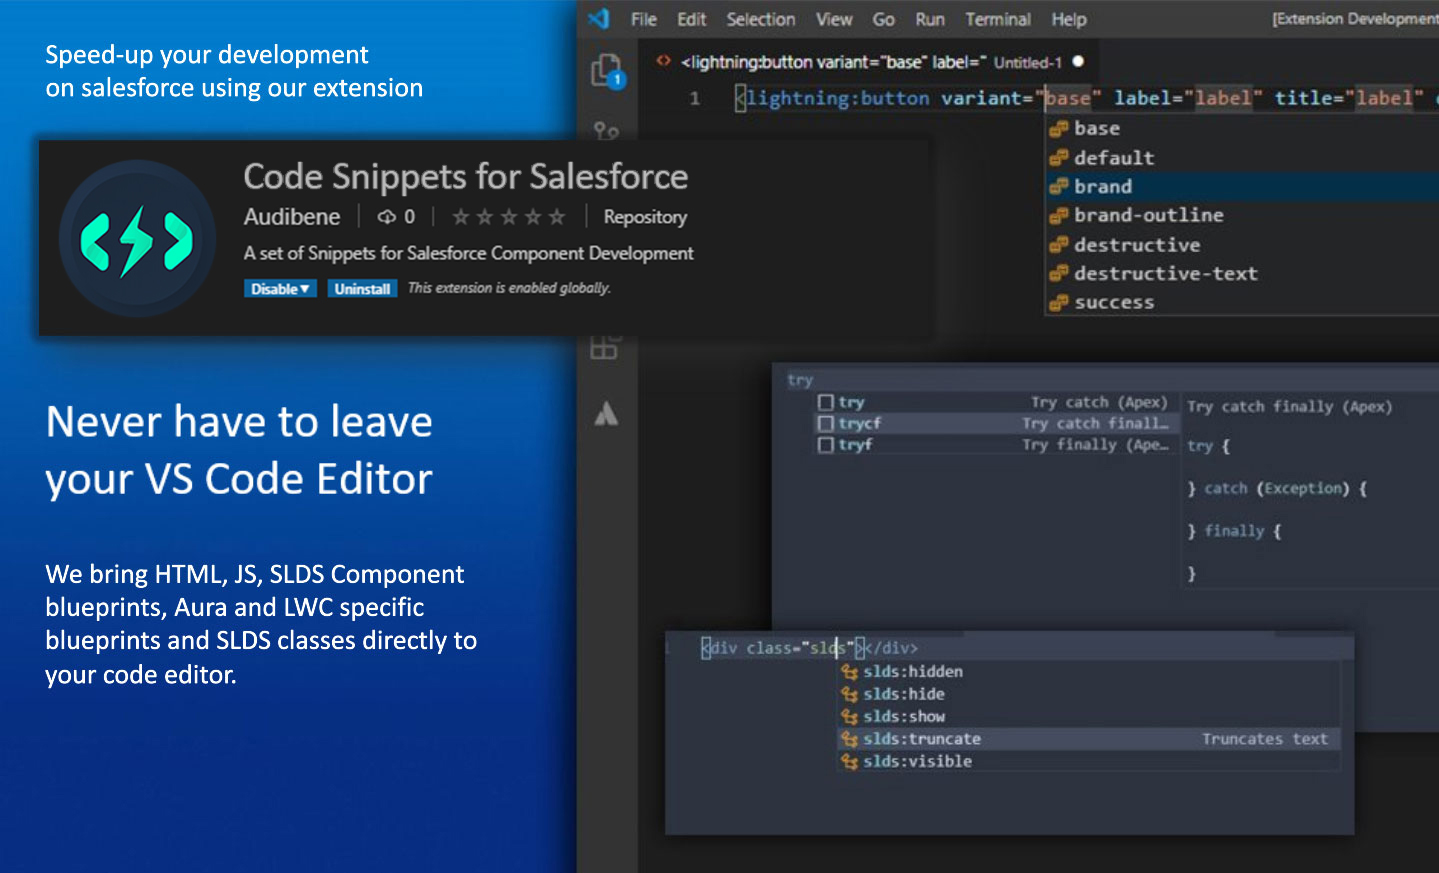 Speed-up your development
on salesforce using our extension
Code Snippets for Salesforce
Audibene 0 Repository
A set of Snippets for Salesforce Component Development
Disable Uninstall This extension is enabled globally.
Never have to leave
your VS Code Editor
We bring HTML, JS, SLDS Component
blueprints, Aura and LWC specific
blueprints and SLDS classes directly to
your code editor.
File Edit Selection View Go Run Terminal Help [Extension Development
1
<lightning:button variant="base" label=" Untitled-1
1 <lightning:button variant="base" label="label" title="label"
base
default
brand
brand-outline
destructive
destructive-text
success
try
try Try catch (Apex)
trycf Try catch finall…
tryf Try finally (Ape…
Try catch finally (Apex)
try {
} catch (Exception) {
} finally {
}
1 <div class="slds"></div>
slds:hidden
slds:hide
slds:show
slds:truncate Truncates text
slds:visible